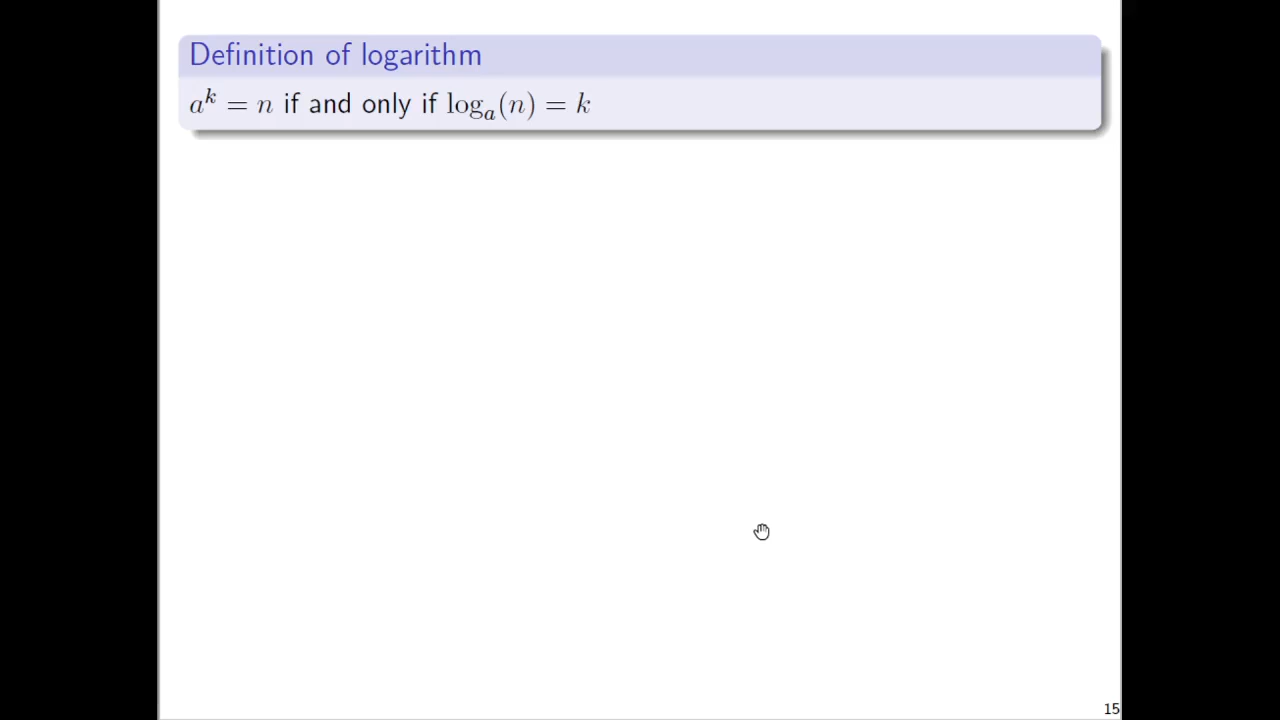 Definition of logarithm
$a^k = n$ if and only if $\log_a(n) = k$
15